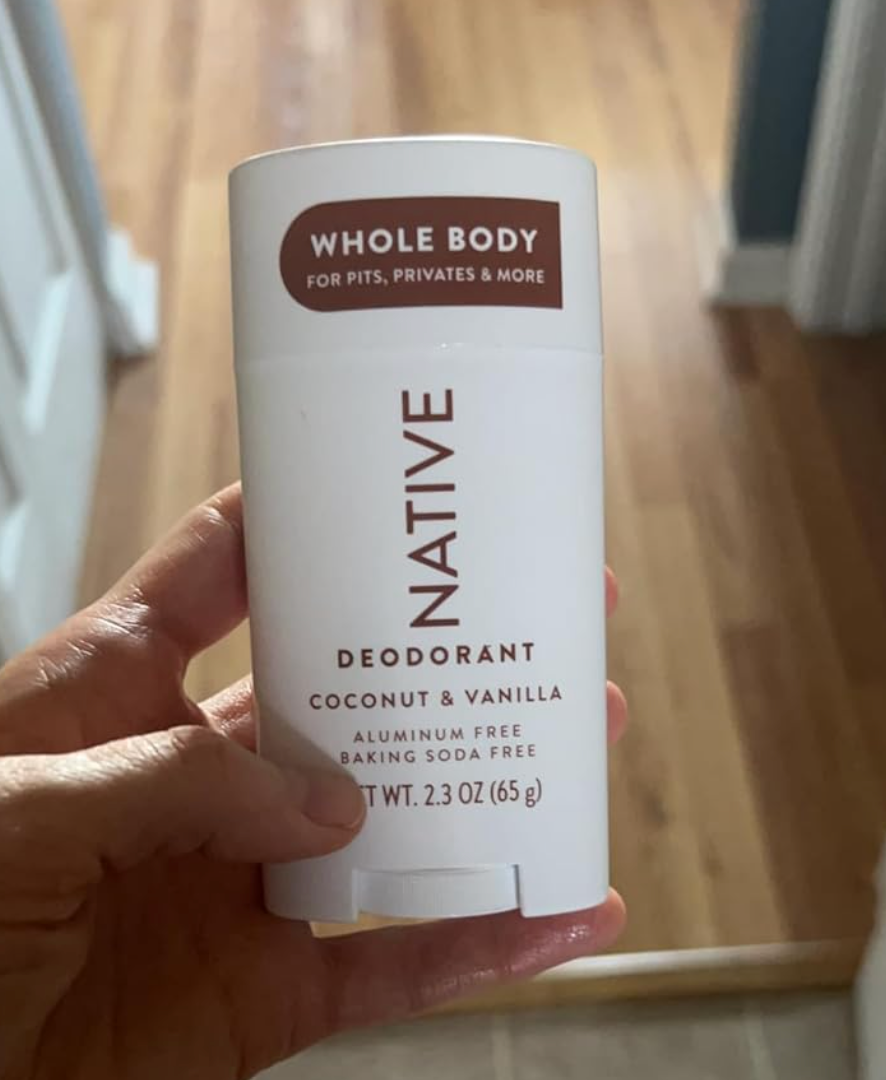 WHOLE BODY
FOR PITS, PRIVATES & MORE
NATIVE
DEODORANT
COCONUT & VANILLA
ALUMINUM FREE
BAKING SODA FREE
WT. 2.3 OZ (65 g)